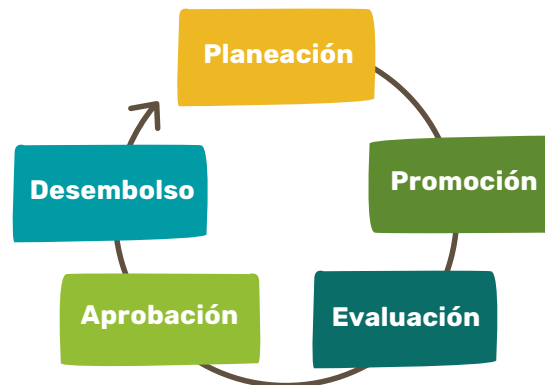 Planeación
Promoción
Evaluación
Aprobación
Desembolso